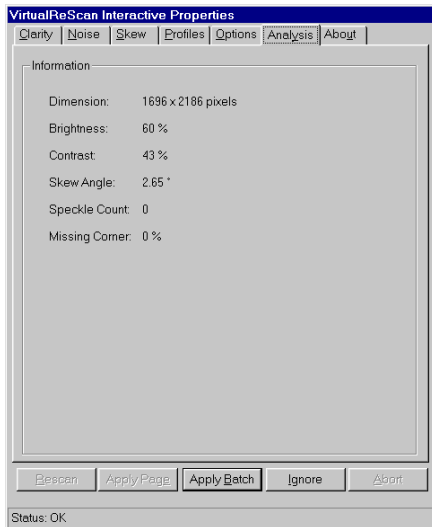 VirtualReScan Interactive Properties
Clarity Noise Skew Profiles Options Analysis About
Information
Dimension: 1696 x 2186 pixels
Brightness: 60 %
Contrast: 43 %
Skew Angle: 2.65 °
Speckle Count: 0
Missing Corner: 0 %
Rescan Apply Page Apply Batch Ignore Abort
Status: OK